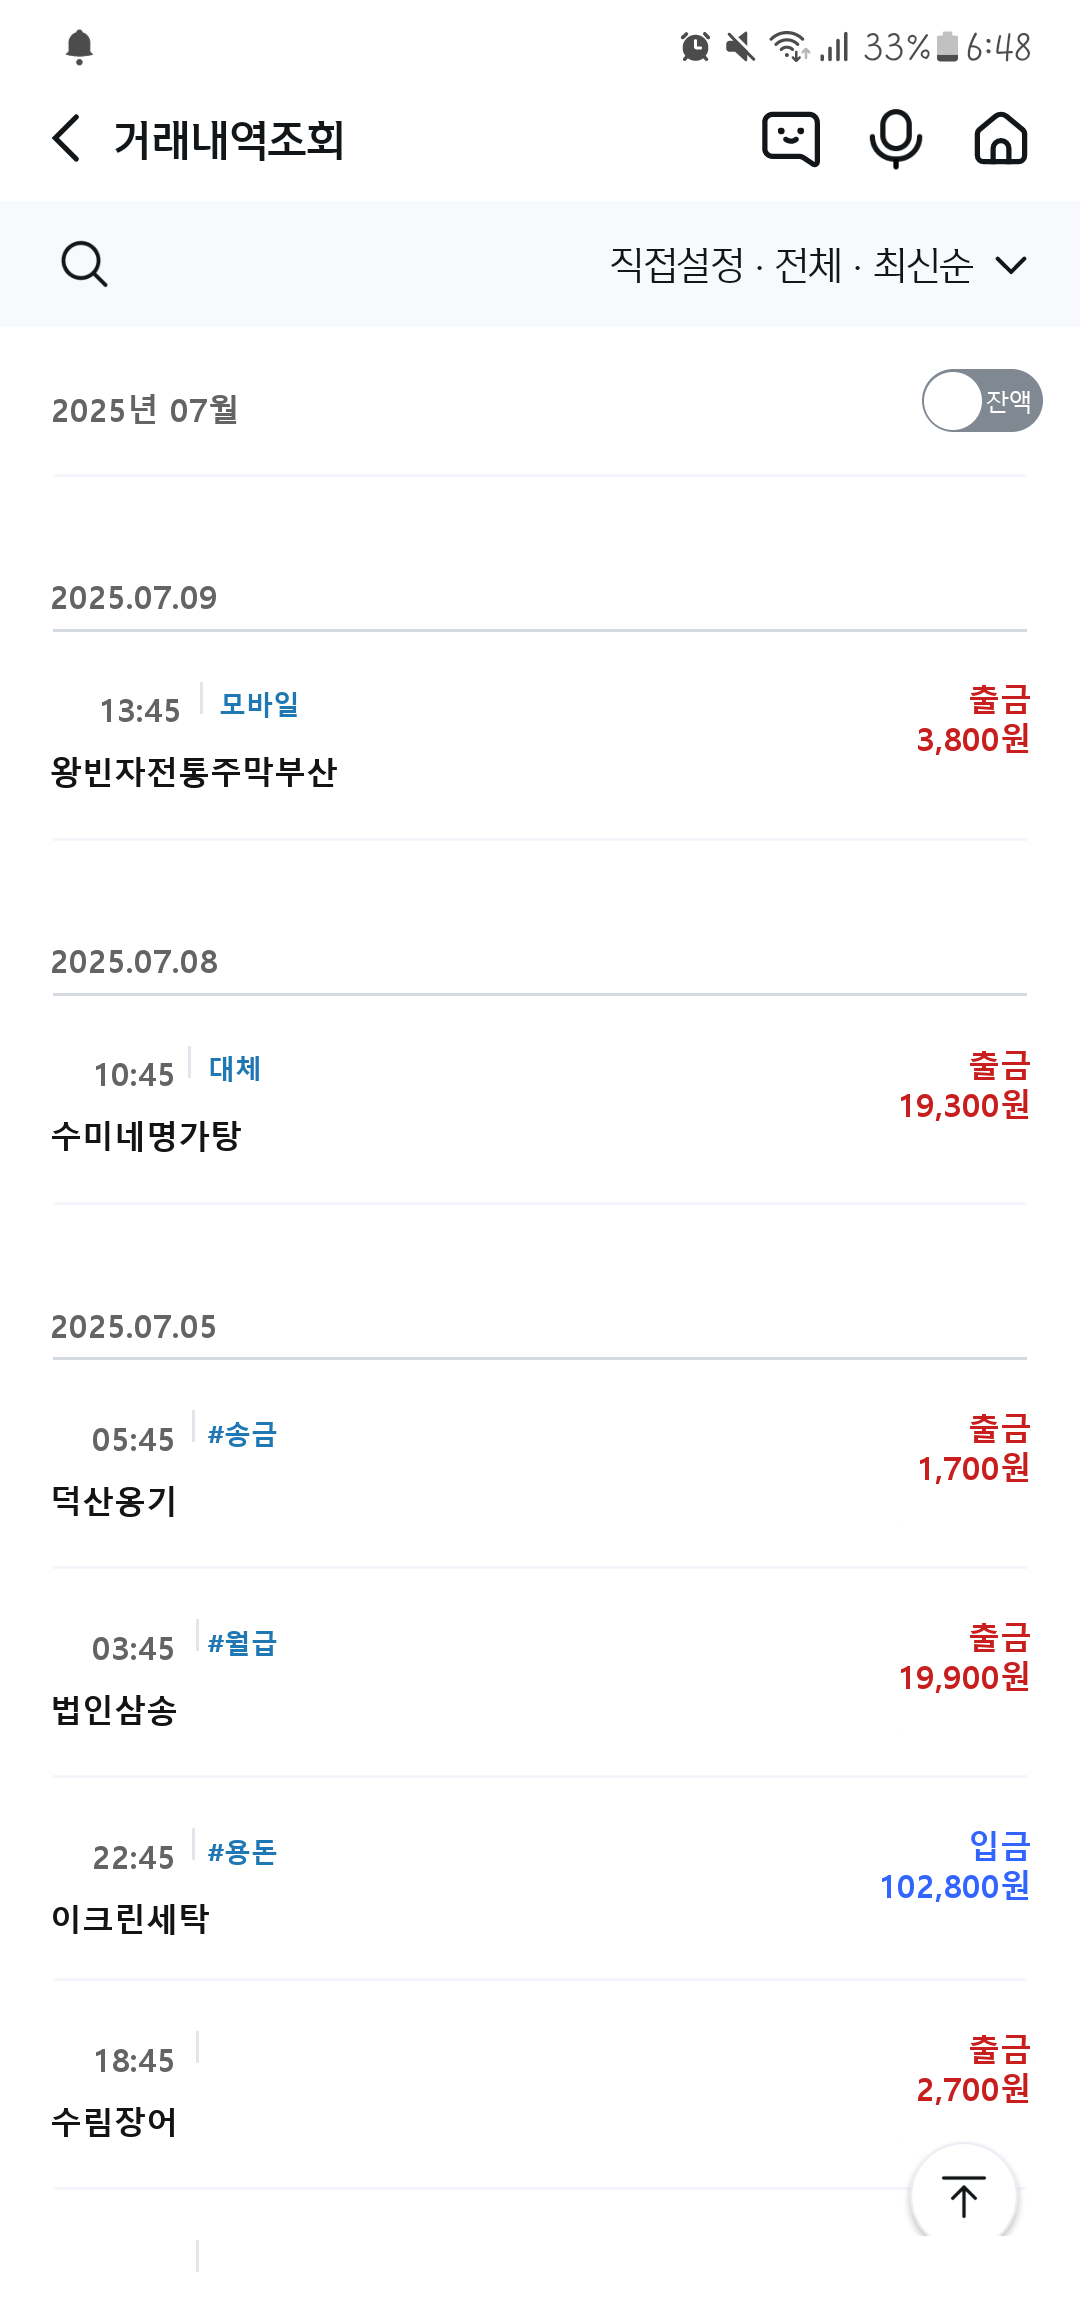 33% 6:48
거래내역조회
직접설정 · 전체 · 최신순
2025년 07월
잔액
2025.07.09
13:45 모바일 출금
3,800원
왕빈자전통주막부산
2025.07.08
10:45 대체 출금
19,300원
수미네명가탕
2025.07.05
05:45 #송금 출금
1,700원
덕산옹기
03:45 #월급 출금
19,900원
법인삼송
22:45 #용돈 입금
102,800원
이크린세탁
18:45 출금
2,700원
수림장어